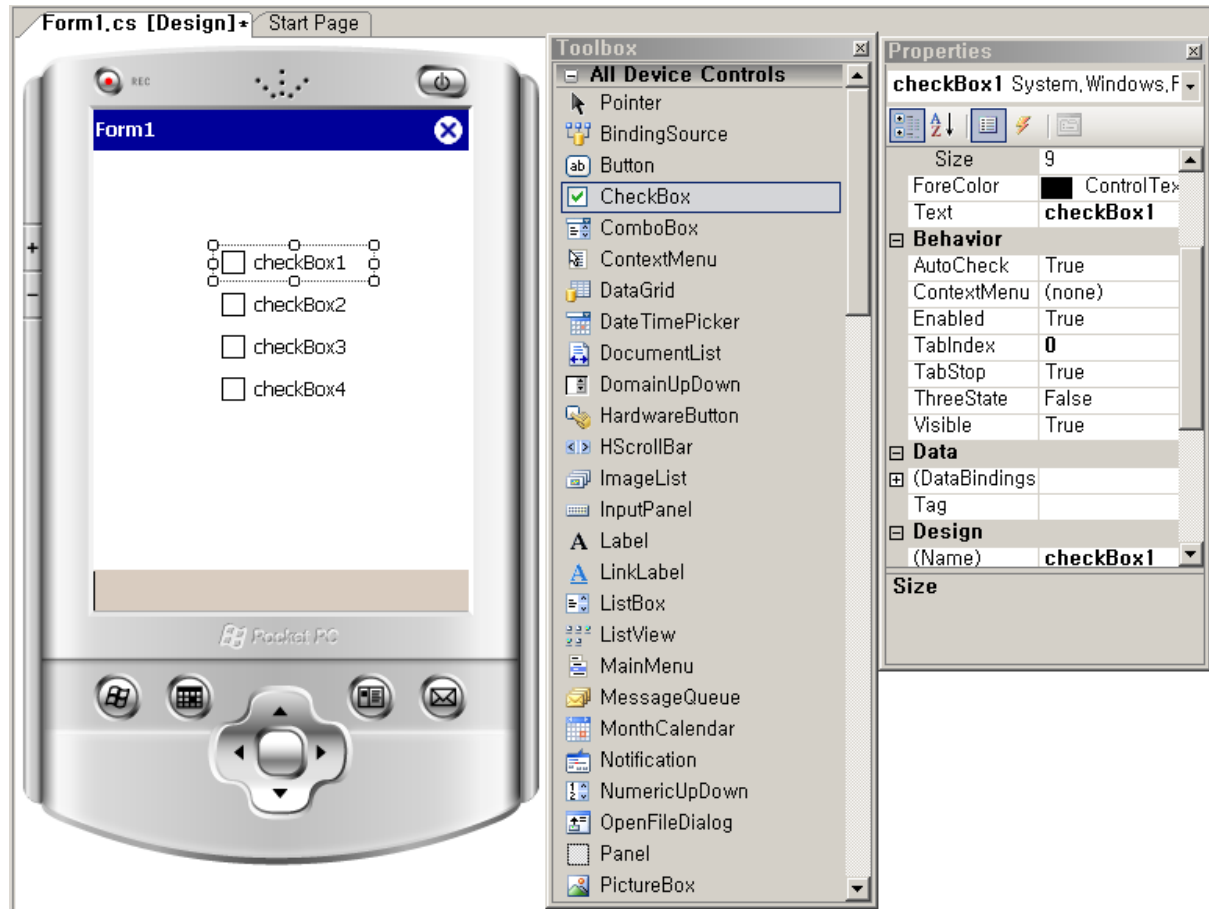 Form1.cs [Design]* Start Page
REC
Form1
+
−
checkBox1
checkBox2
checkBox3
checkBox4
Pocket PC
Toolbox
All Device Controls
Pointer
BindingSource
ab Button
CheckBox
ComboBox
ContextMenu
DataGrid
DateTimePicker
DocumentList
DomainUpDown
HardwareButton
HScrollBar
ImageList
InputPanel
A Label
A LinkLabel
ListBox
ListView
MainMenu
MessageQueue
MonthCalendar
Notification
NumericUpDown
OpenFileDialog
Panel
PictureBox
Properties
checkBox1 System.Windows.F
Size 9
ForeColor ControlTex
Text checkBox1
Behavior
AutoCheck True
ContextMenu (none)
Enabled True
TabIndex 0
TabStop True
ThreeState False
Visible True
Data
(DataBindings
Tag
Design
(Name) checkBox1
Size